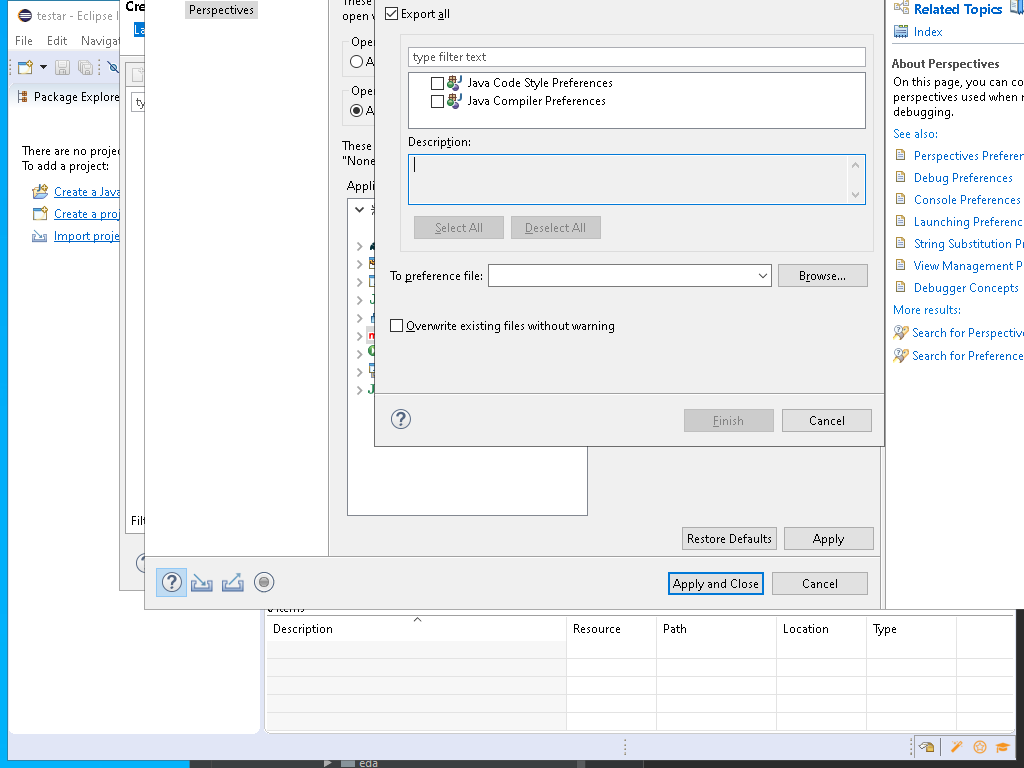 testar - Eclipse I
File Edit Navigat
Package Explore
There are no projec
To add a project:
Create a Java
Create a proj
Import proje
Cre
La
ty
Filt
Perspectives
These
open v
Open
A
Open
A
These
"None
Appli
Export all
type filter text
Java Code Style Preferences
Java Compiler Preferences
Description:
Select All Deselect All
To preference file: Browse...
Overwrite existing files without warning
Finish Cancel
Restore Defaults Apply
Apply and Close Cancel
Related Topics
Index
About Perspectives
On this page, you can co
perspectives used when r
debugging.
See also:
Perspectives Preferen
Debug Preferences
Console Preferences
Launching Preferenc
String Substitution Pr
View Management P
Debugger Concepts
More results:
Search for Perspectiv
Search for Preference
items
Description Resource Path Location Type
eda